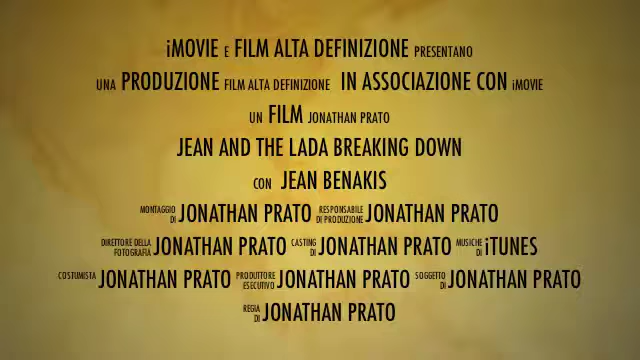 iMOVIE E FILM ALTA DEFINIZIONE PRESENTANO
UNA PRODUZIONE FILM ALTA DEFINIZIONE IN ASSOCIAZIONE CON iMOVIE
UN FILM JONATHAN PRATO
JEAN AND THE LADA BREAKING DOWN
CON JEAN BENAKIS
MONTAGGIO DI JONATHAN PRATO RESPONSABILE DI PRODUZIONE JONATHAN PRATO
DIRETTORE DELLA FOTOGRAFIA JONATHAN PRATO CASTING DI JONATHAN PRATO MUSICHE DI iTUNES
COSTUMISTA JONATHAN PRATO PRODUTTORE ESECUTIVO JONATHAN PRATO SOGGETTO DI JONATHAN PRATO
REGIA DI JONATHAN PRATO